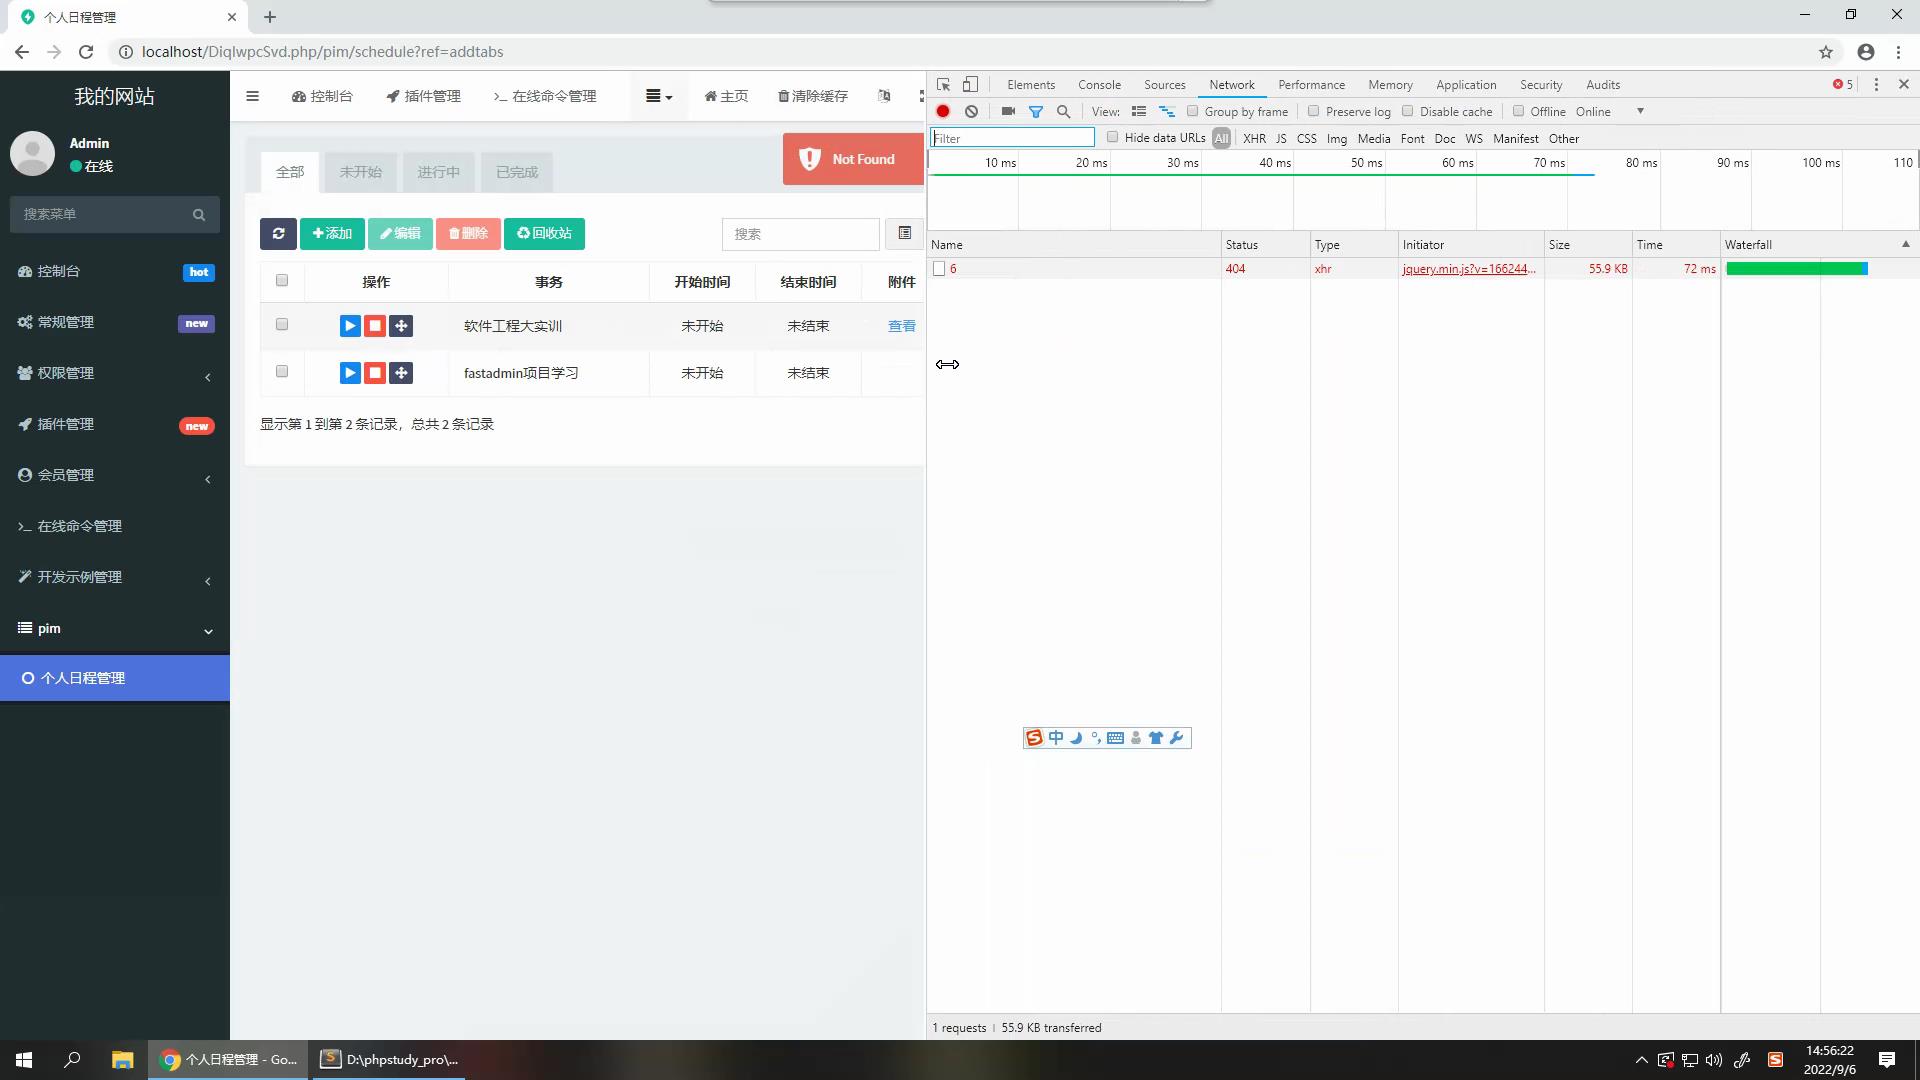 个人日程管理
localhost/DiqlwpcSvd.php/pim/schedule?ref=addtabs
我的网站
Admin
在线
搜索菜单
控制台 hot
常规管理 new
权限管理
插件管理 new
会员管理
在线命令管理
开发示例管理
pim
个人日程管理
控制台 插件管理 在线命令管理 主页 清除缓存
全部 未开始 进行中 已完成
Not Found
添加 编辑 删除 回收站 搜索
操作 事务 开始时间 结束时间 附件
软件工程大实训 未开始 未结束 查看
fastadmin项目学习 未开始 未结束
显示第 1 到第 2 条记录，总共 2 条记录
Elements Console Sources Network Performance Memory Application Security Audits 5
View: Group by frame Preserve log Disable cache Offline Online
Filter Hide data URLs All XHR JS CSS Img Media Font Doc WS Manifest Other
10 ms 20 ms 30 ms 40 ms 50 ms 60 ms 70 ms 80 ms 90 ms 100 ms 110
Name Status Type Initiator Size Time Waterfall
6 404 xhr jquery.min.js?v=166244... 55.9 KB 72 ms
中
1 requests 55.9 KB transferred
个人日程管理 - Go...
D:\phpstudy_pro\...
14:56:22
2022/9/6